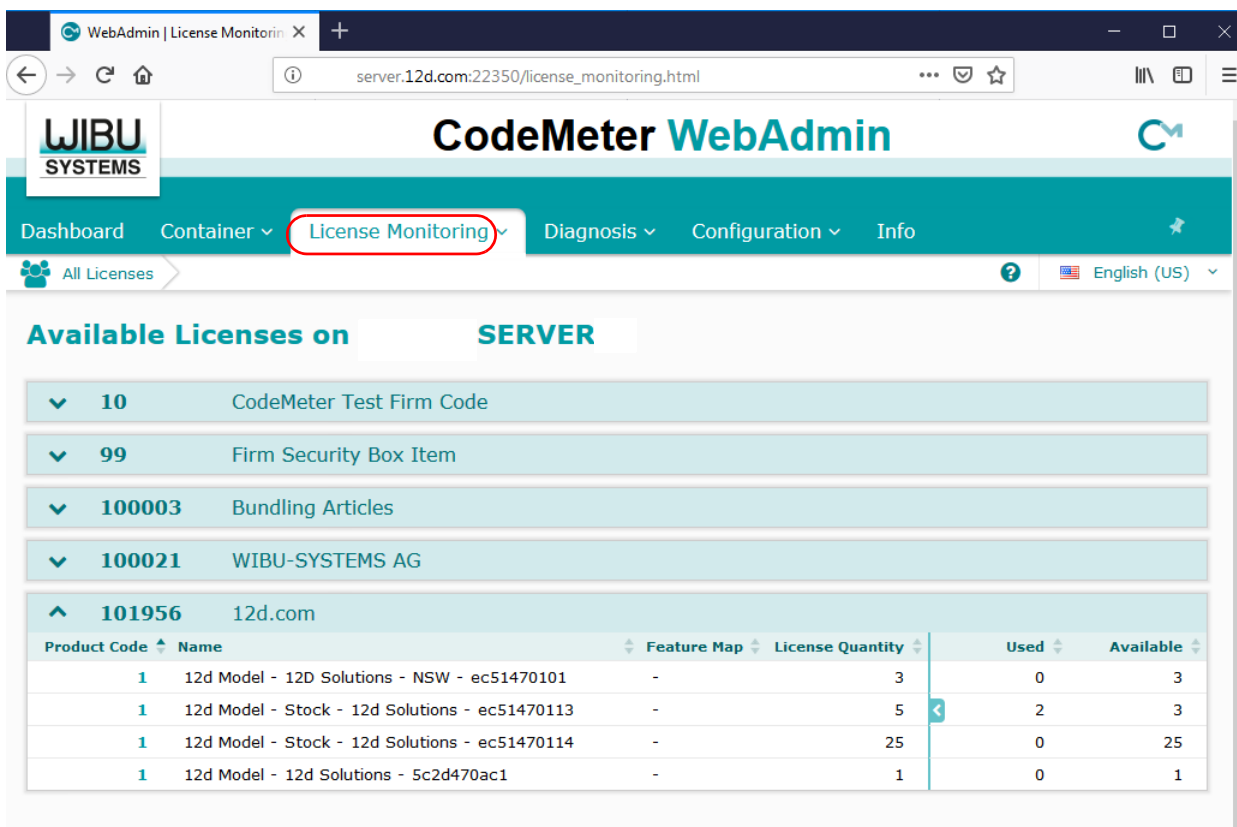 WebAdmin | License Monitorin
server.12d.com:22350/license_monitoring.html
WIBU
SYSTEMS
CodeMeter WebAdmin
CM
Dashboard Container License Monitoring Diagnosis Configuration Info
All Licenses English (US)
Available Licenses on SERVER
10 CodeMeter Test Firm Code
99 Firm Security Box Item
100003 Bundling Articles
100021 WIBU-SYSTEMS AG
101956 12d.com
Product Code Name Feature Map License Quantity Used Available
1 12d Model - 12D Solutions - NSW - ec51470101 - 3 0 3
1 12d Model - Stock - 12d Solutions - ec51470113 - 5 2 3
1 12d Model - Stock - 12d Solutions - ec51470114 - 25 0 25
1 12d Model - 12d Solutions - 5c2d470ac1 - 1 0 1